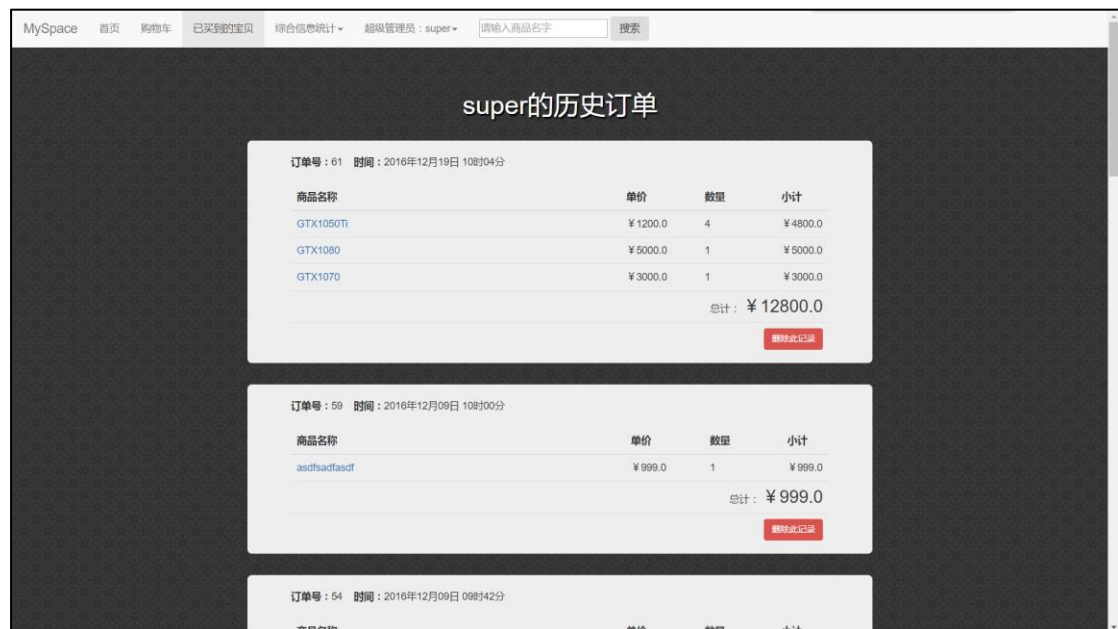 MySpace 首页 购物车 已买到的宝贝 综合信息统计 超级管理员：super 请输入商品名字 搜索
super的历史订单
订单号：61 时间：2016年12月19日 10时04分
商品名称 单价 数量 小计
GTX1050Ti ¥1200.0 4 ¥4800.0
GTX1080 ¥5000.0 1 ¥5000.0
GTX1070 ¥3000.0 1 ¥3000.0
总计： ¥12800.0
删除此记录
订单号：59 时间：2016年12月09日 10时00分
商品名称 单价 数量 小计
asdfsadfasdf ¥999.0 1 ¥999.0
总计： ¥999.0
删除此记录
订单号：54 时间：2016年12月09日 09时42分